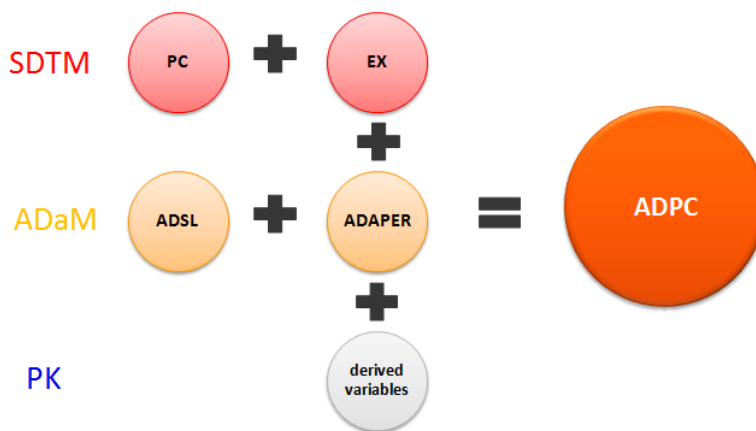 SDTM PC EX
ADaM ADSL ADAPER ADPC
PK derived
variables